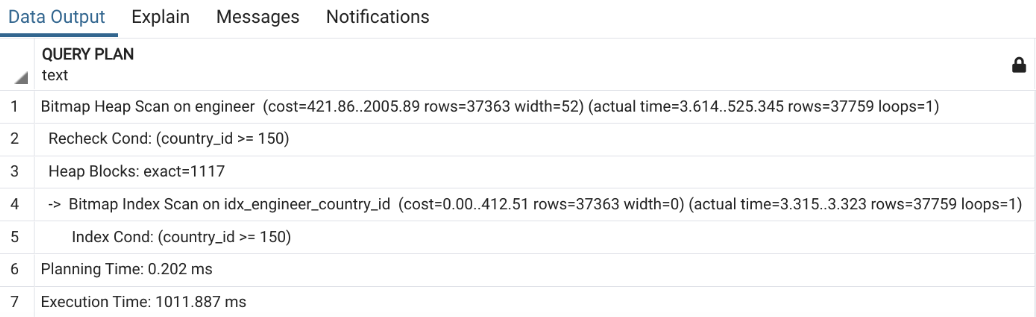 Data Output Explain Messages Notifications
QUERY PLAN
text
1 Bitmap Heap Scan on engineer (cost=421.86..2005.89 rows=37363 width=52) (actual time=3.614..525.345 rows=37759 loops=1)
2 Recheck Cond: (country_id >= 150)
3 Heap Blocks: exact=1117
4 -> Bitmap Index Scan on idx_engineer_country_id (cost=0.00..412.51 rows=37363 width=0) (actual time=3.315..3.323 rows=37759 loops=1)
5 Index Cond: (country_id >= 150)
6 Planning Time: 0.202 ms
7 Execution Time: 1011.887 ms